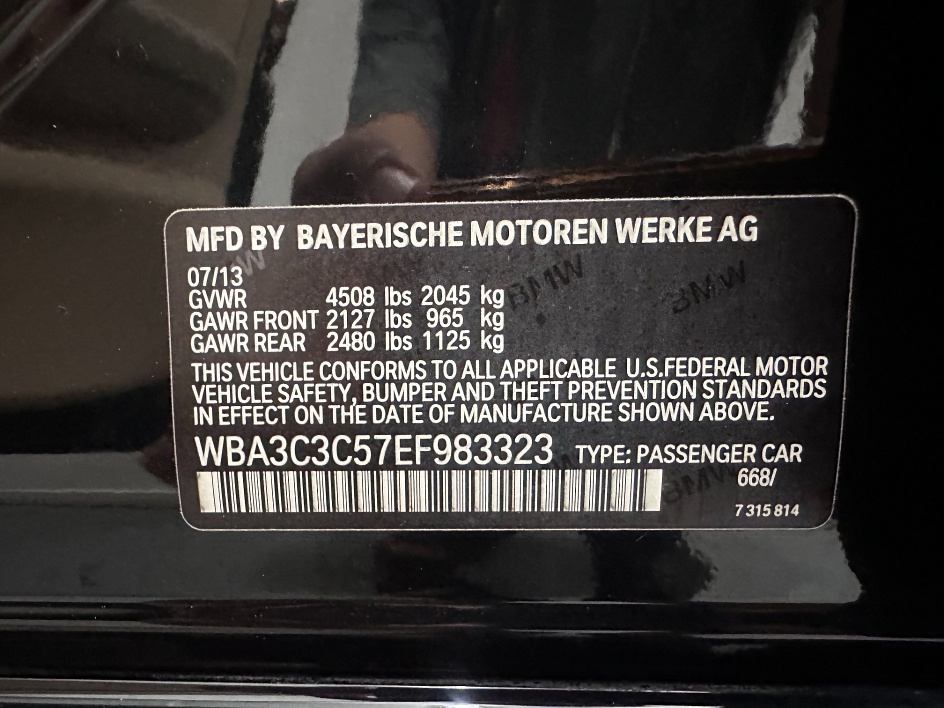 MFD BY BAYERISCHE MOTOREN WERKE AG
07/13
GVWR 4508 lbs 2045 kg
GAWR FRONT 2127 lbs 965 kg
GAWR REAR 2480 lbs 1125 kg
THIS VEHICLE CONFORMS TO ALL APPLICABLE U.S.FEDERAL MOTOR
VEHICLE SAFETY, BUMPER AND THEFT PREVENTION STANDARDS
IN EFFECT ON THE DATE OF MANUFACTURE SHOWN ABOVE.
WBA3C3C57EF983323 TYPE: PASSENGER CAR
668/
7 315 814
BMW
BMW
BMW